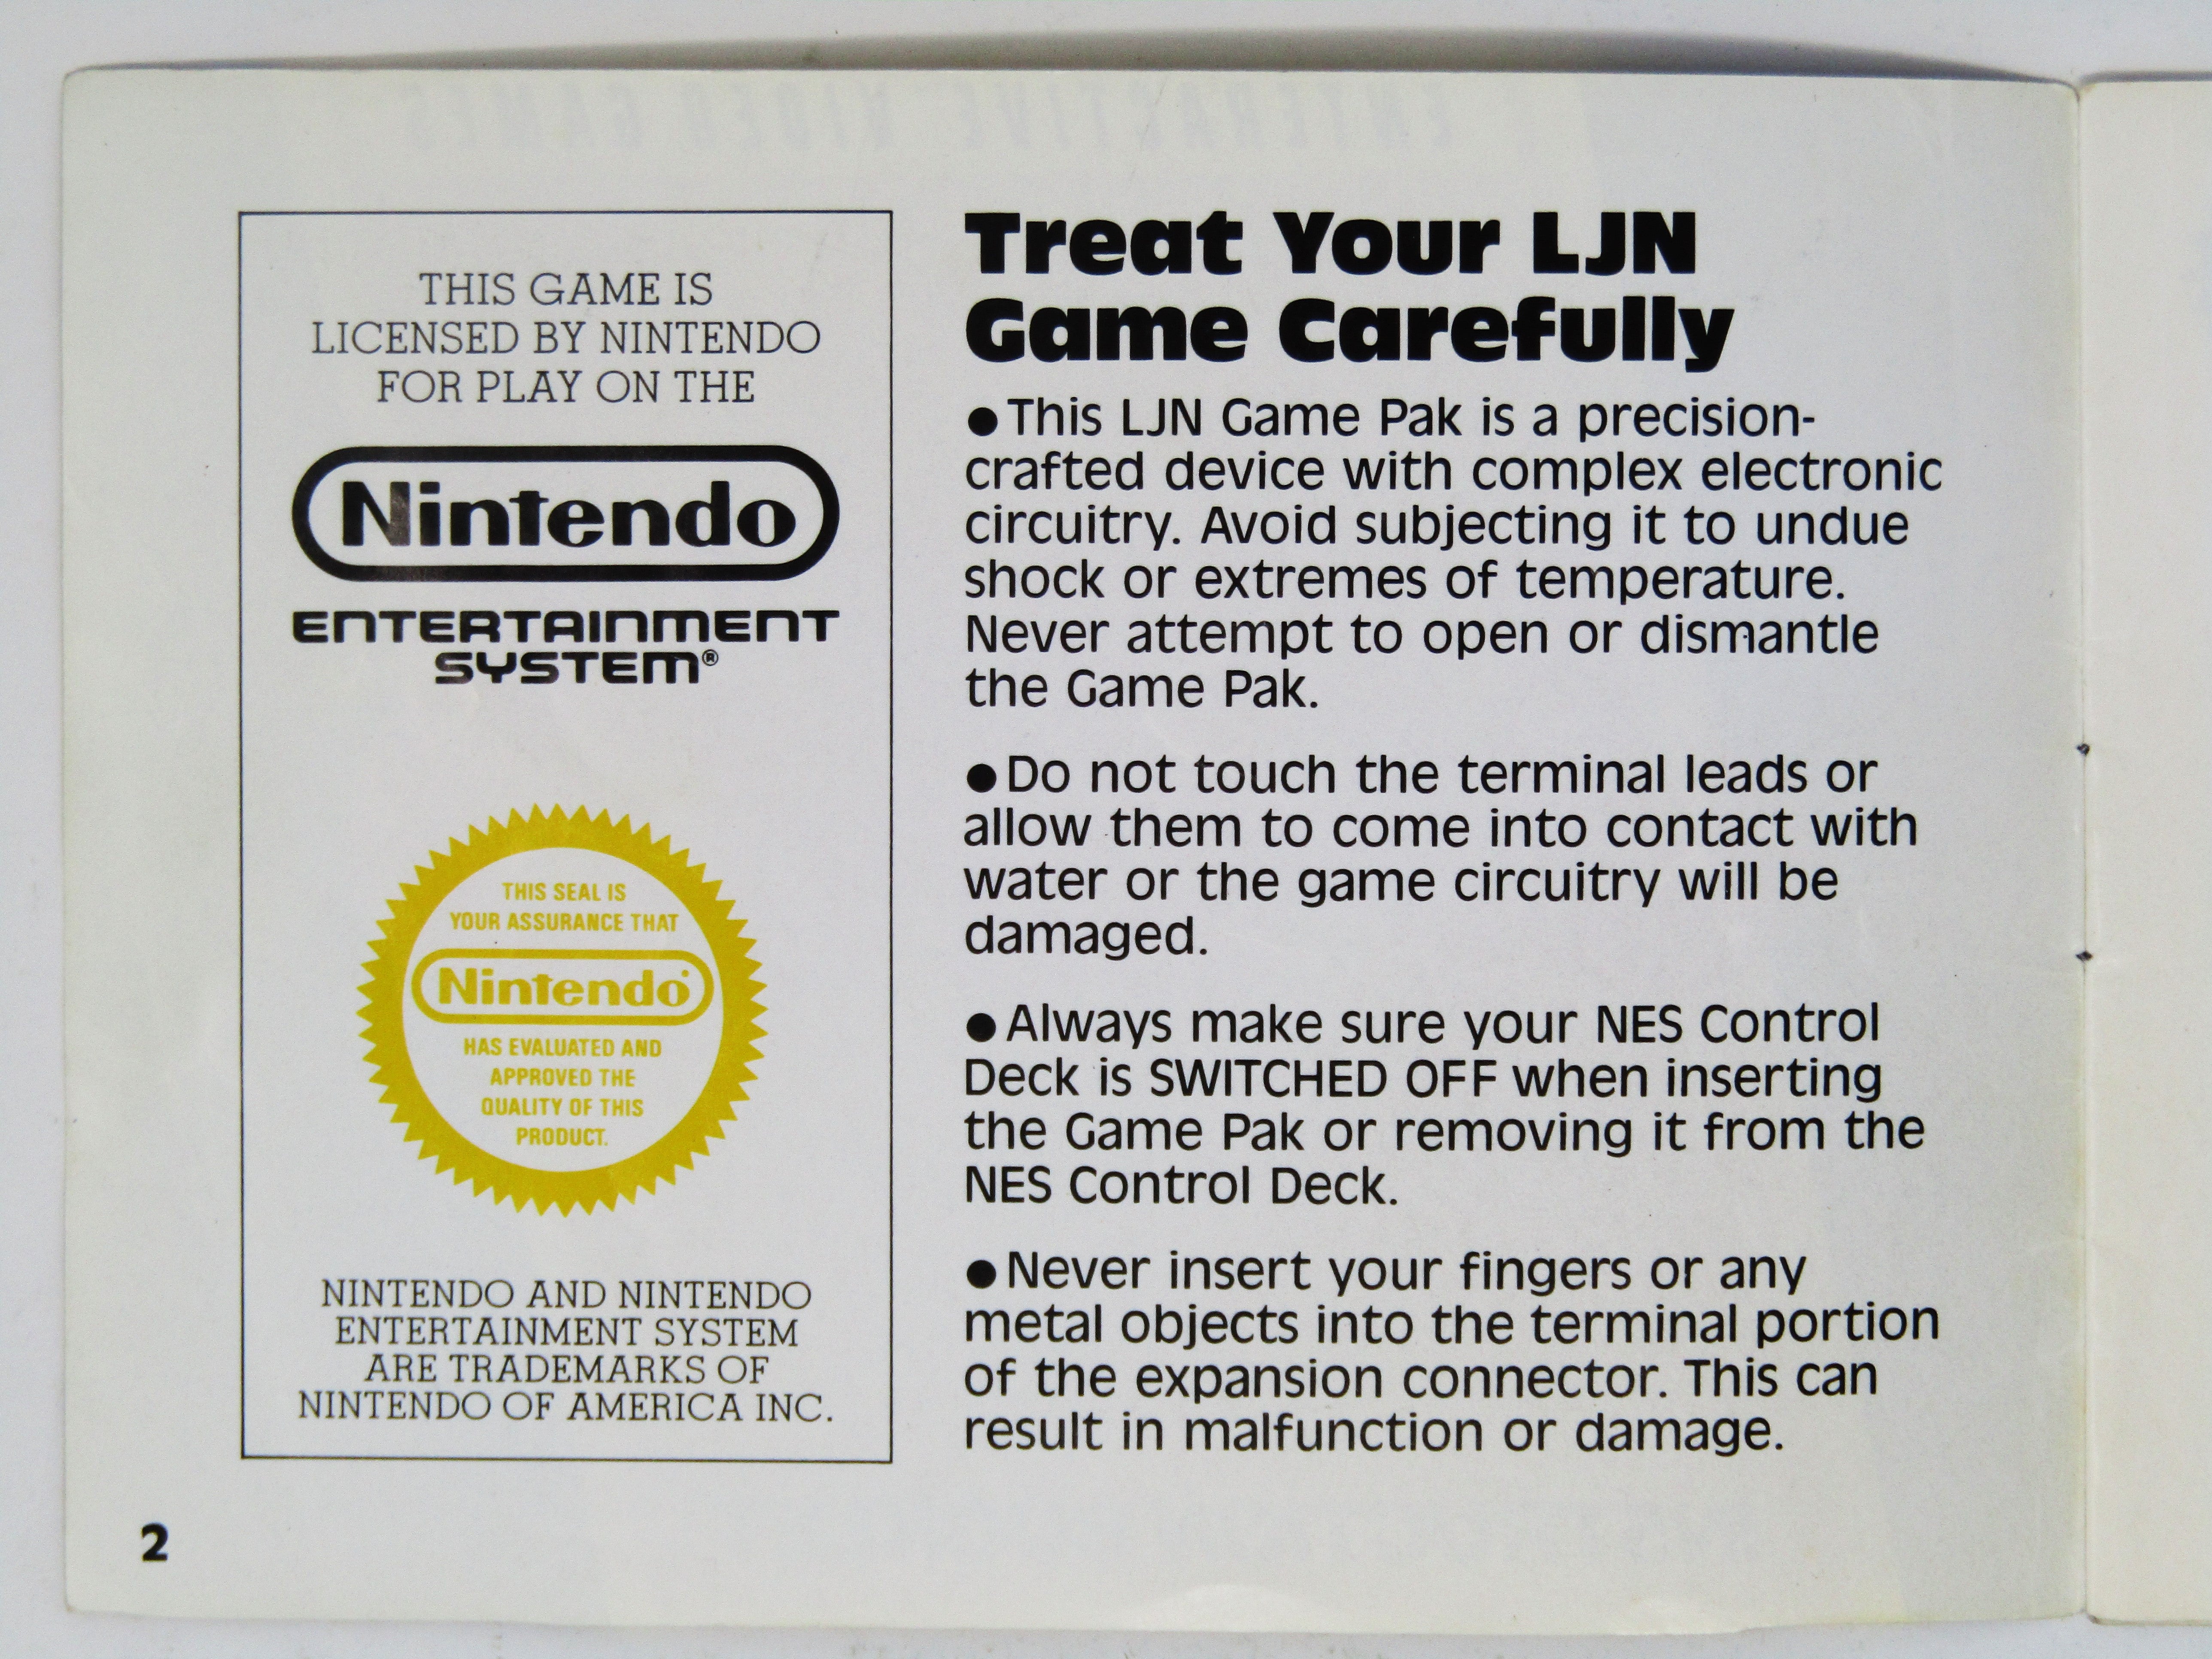 THIS GAME IS
LICENSED BY NINTENDO
FOR PLAY ON THE
Nintendo
ENTERTAINMENT
SYSTEM®
THIS SEAL IS
YOUR ASSURANCE THAT
Nintendo®
HAS EVALUATED AND
APPROVED THE
QUALITY OF THIS
PRODUCT.
NINTENDO AND NINTENDO
ENTERTAINMENT SYSTEM
ARE TRADEMARKS OF
NINTENDO OF AMERICA INC.
2
Treat Your LJN
Game Carefully
● This LJN Game Pak is a precision-
crafted device with complex electronic
circuitry. Avoid subjecting it to undue
shock or extremes of temperature.
Never attempt to open or dismantle
the Game Pak.
● Do not touch the terminal leads or
allow them to come into contact with
water or the game circuitry will be
damaged.
● Always make sure your NES Control
Deck is SWITCHED OFF when inserting
the Game Pak or removing it from the
NES Control Deck.
● Never insert your fingers or any
metal objects into the terminal portion
of the expansion connector. This can
result in malfunction or damage.